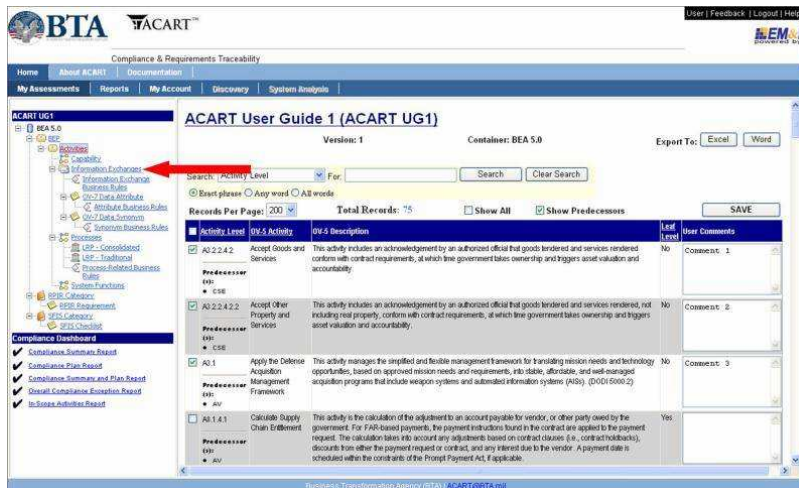 User | Feedback | Logout | Help
BTA
ACART™
EM&
powered by
Compliance & Requirements Traceability
Home About ACART Documentation
My Assessments Reports My Account Discovery System Analysis
ACART UG1
BEA 5.0
BEP
Activities
Capability
Information Exchanges
Information Exchange
Business Rules
OV-7 Data Attribute
Attribute Business Rules
OV-7 Data Synonym
Synonym Business Rules
Processes
LRP - Consolidated
LRP - Traditional
Process-Related Business
Rules
System Functions
RPIR Category
RPIR Requirement
SFIS Category
SFIS Checklist
Compliance Dashboard
Compliance Summary Report
Compliance Plan Report
Compliance Summary and Plan Report
Overall Compliance Exception Report
In-Scope Activities Report
ACART User Guide 1 (ACART UG1)
Version: 1 Container: BEA 5.0 Export To: Excel Word
Search: Activity Level For: Search Clear Search
Exact phrase Any word All words
Records Per Page: 200 Total Records: 75 Show All Show Predecessors SAVE
Activity Level OV-5 Activity OV-5 Description Leaf Level User Comments
A3.2.2.4.2 Accept Goods and Services This activity includes an acknowledgement by an authorized official that goods tendered and services rendered No Comment 1
conform with contract requirements, at which time government takes ownership and triggers asset valuation and
accountability.
Predecessor
(s):
CSE
A3.2.2.4.2.2 Accept Other Property and Services This activity includes an acknowledgement by an authorized official that goods tendered and services rendered, not No Comment 2
including real property, conform with contract requirements, at which time government takes ownership and triggers
asset valuation and accountability.
Predecessor
(s):
CSE
A3.1 Apply the Defense Acquisition Management Framework This activity manages the simplified and flexible management framework for translating mission needs and technology No Comment 3
opportunities, based on approved mission needs and requirements, into stable, affordable, and well-managed
acquisition programs that include weapon systems and automated information systems (AISs). (DODI 5000.2)
Predecessor
(s):
AV
A8.1.4.1 Calculate Supply Chain Entitlement This activity is the calculation of the adjustment to an account payable for vendor, or other party owed by the Yes
government. For FAR-based payments, the payment instructions found in the contract are applied to the payment
request. The calculation takes into account any adjustments based on contract clauses (i.e., contract holdbacks),
discounts from either the payment request or contract, and any interest due to the vendor. A payment date is
scheduled within the constraints of the Prompt Payment Act, if applicable.
Predecessor
(s):
AV
Business Transformation Agency (BTA) | ACART@BTA.mil